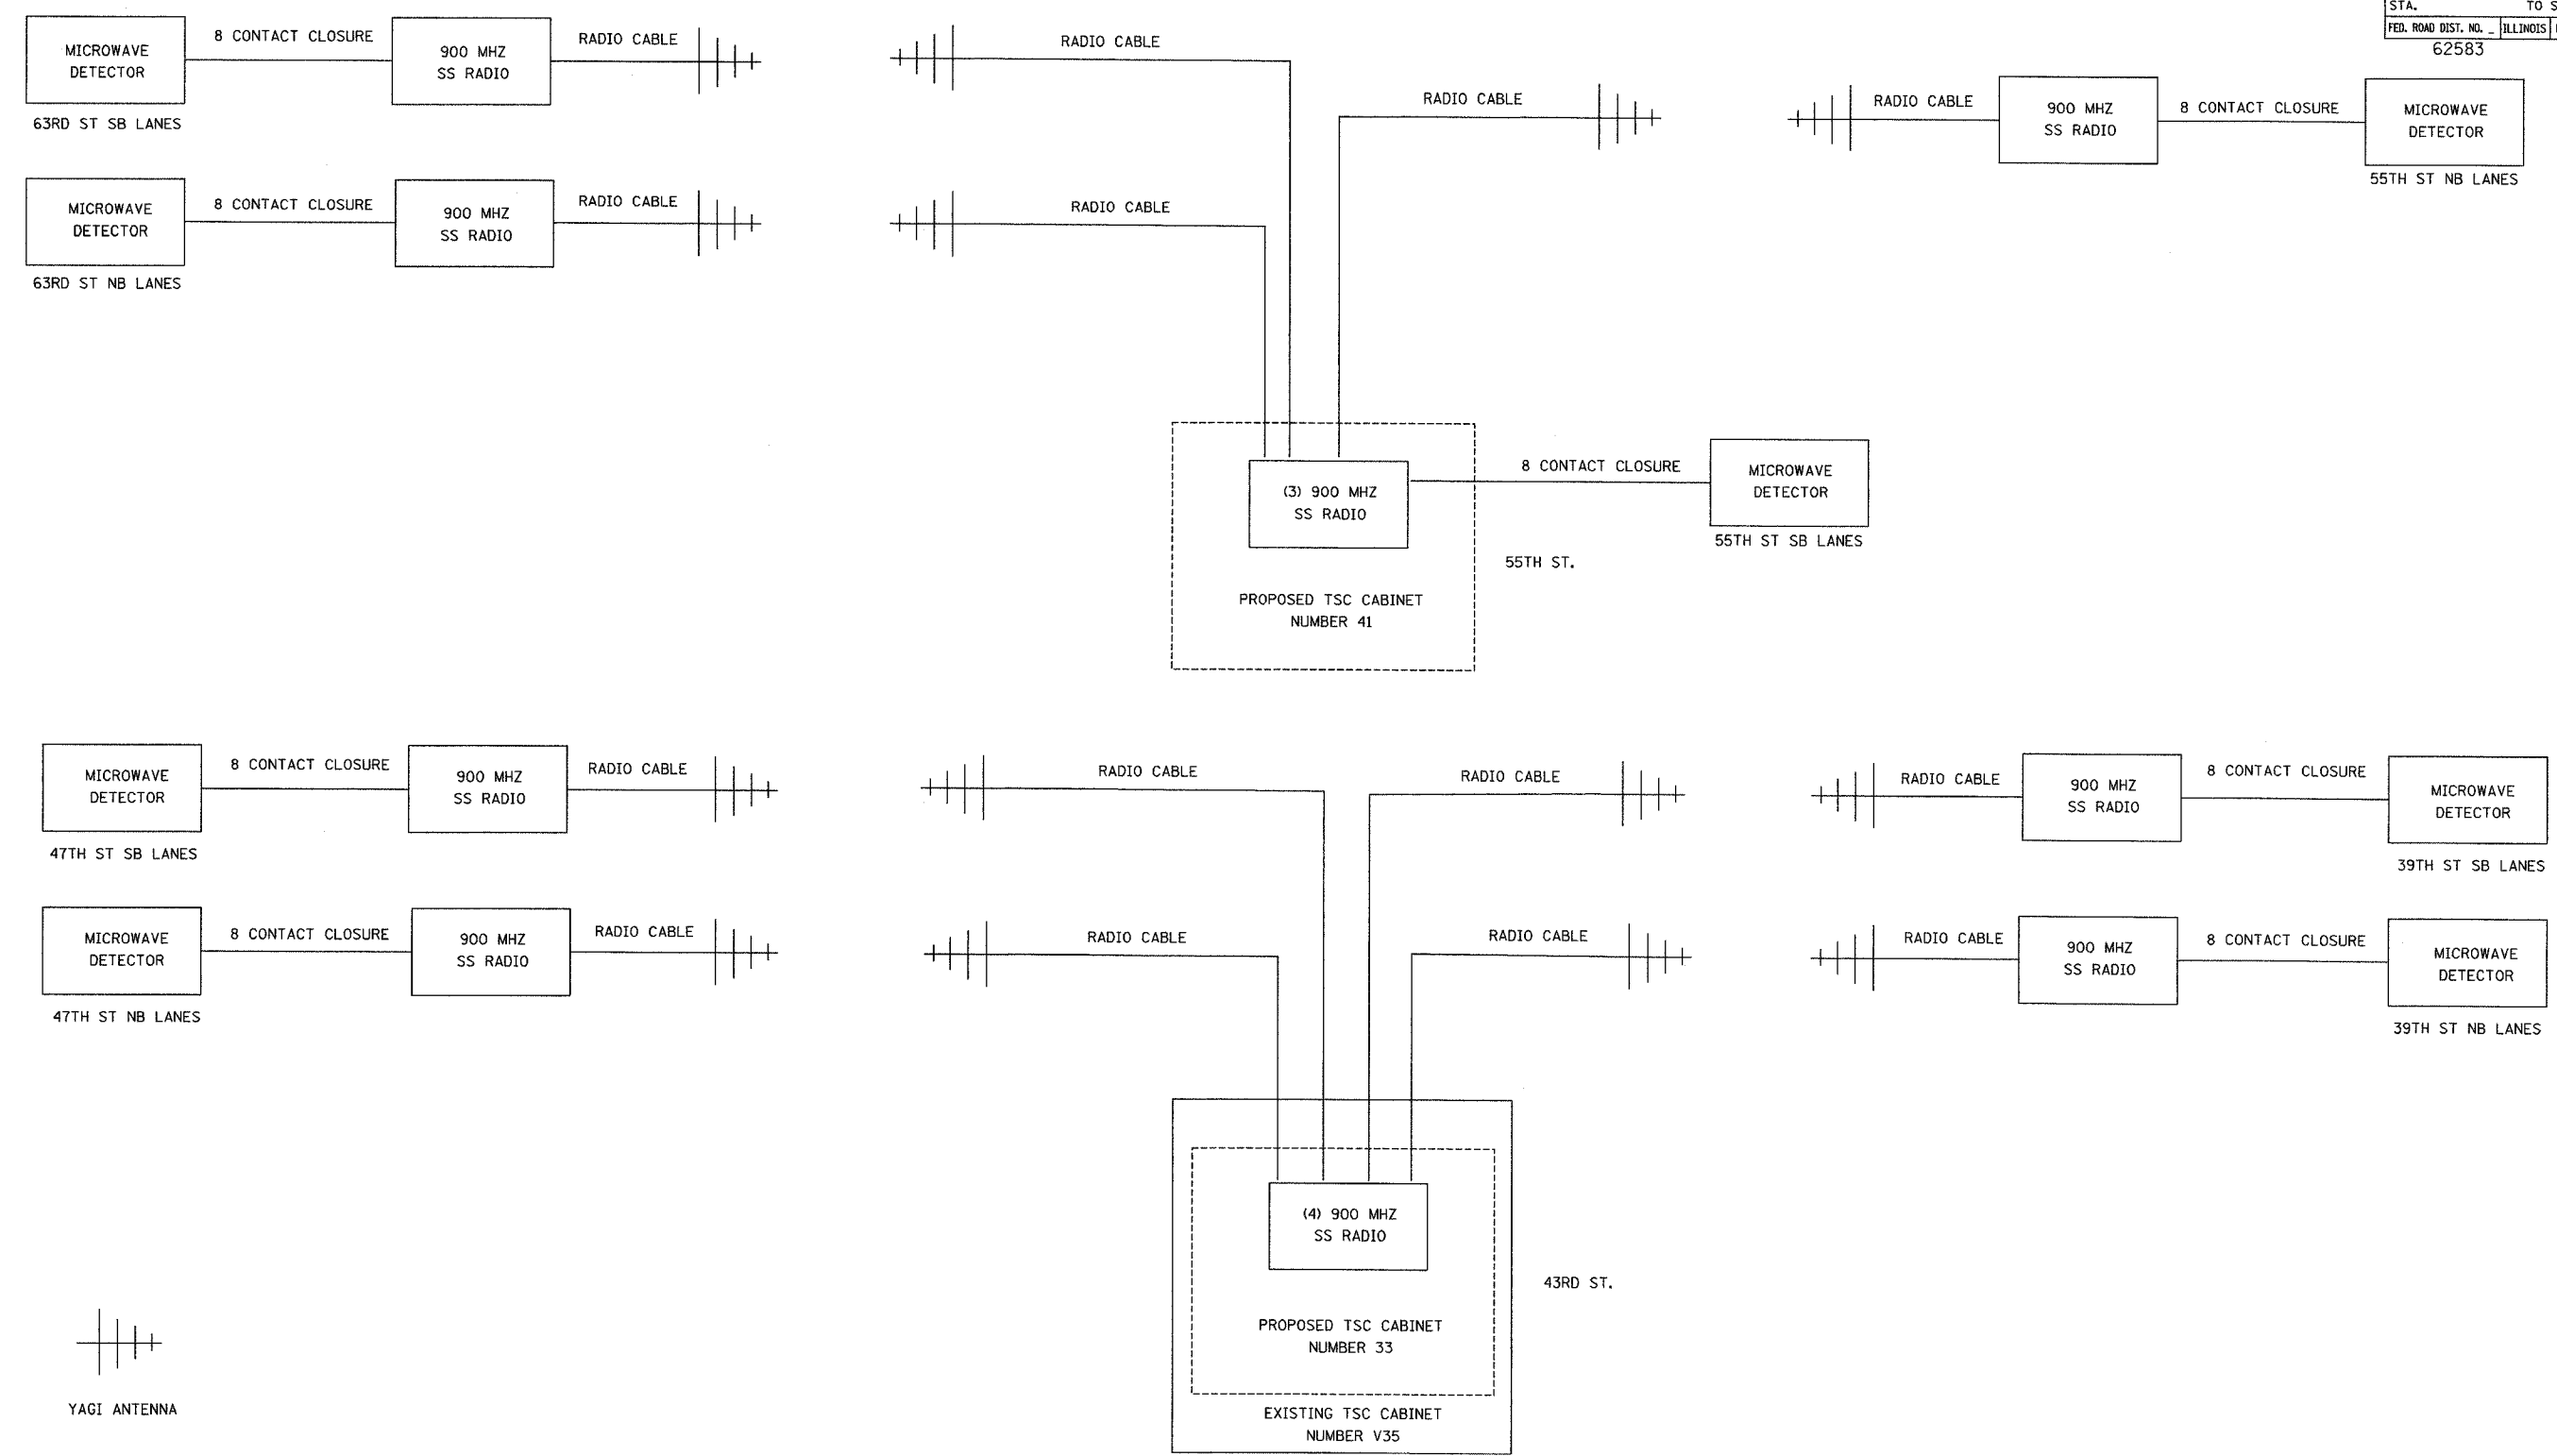 STA. TO S
FED. ROAD DIST. NO. _ ILLINOIS
62583
MICROWAVE
DETECTOR
8 CONTACT CLOSURE
900 MHZ
SS RADIO
RADIO CABLE
63RD ST SB LANES
RADIO CABLE
RADIO CABLE
RADIO CABLE
900 MHZ
SS RADIO
8 CONTACT CLOSURE
MICROWAVE
DETECTOR
55TH ST NB LANES
MICROWAVE
DETECTOR
8 CONTACT CLOSURE
900 MHZ
SS RADIO
RADIO CABLE
63RD ST NB LANES
RADIO CABLE
(3) 900 MHZ
SS RADIO
8 CONTACT CLOSURE
MICROWAVE
DETECTOR
55TH ST SB LANES
55TH ST.
PROPOSED TSC CABINET
NUMBER 41
MICROWAVE
DETECTOR
8 CONTACT CLOSURE
900 MHZ
SS RADIO
RADIO CABLE
47TH ST SB LANES
RADIO CABLE
RADIO CABLE
RADIO CABLE
900 MHZ
SS RADIO
8 CONTACT CLOSURE
MICROWAVE
DETECTOR
39TH ST SB LANES
MICROWAVE
DETECTOR
8 CONTACT CLOSURE
900 MHZ
SS RADIO
RADIO CABLE
47TH ST NB LANES
RADIO CABLE
RADIO CABLE
RADIO CABLE
900 MHZ
SS RADIO
8 CONTACT CLOSURE
MICROWAVE
DETECTOR
39TH ST NB LANES
(4) 900 MHZ
SS RADIO
43RD ST.
PROPOSED TSC CABINET
NUMBER 33
EXISTING TSC CABINET
NUMBER V35
YAGI ANTENNA